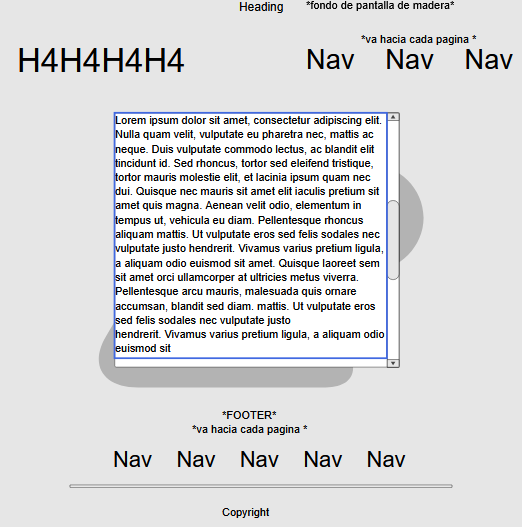 Heading
*fondo de pantalla de madera*
*va hacia cada pagina *
H4H4H4H4
Nav Nav Nav
Lorem ipsum dolor sit amet, consectetur adipiscing elit.
Nulla quam velit, vulputate eu pharetra nec, mattis ac
neque. Duis vulputate commodo lectus, ac blandit elit
tincidunt id. Sed rhoncus, tortor sed eleifend tristique,
tortor mauris molestie elit, et lacinia ipsum quam nec
dui. Quisque nec mauris sit amet elit iaculis pretium sit
amet quis magna. Aenean velit odio, elementum in
tempus ut, vehicula eu diam. Pellentesque rhoncus
aliquam mattis. Ut vulputate eros sed felis sodales nec
vulputate justo hendrerit. Vivamus varius pretium ligula,
a aliquam odio euismod sit amet. Quisque laoreet sem
sit amet orci ullamcorper at ultricies metus viverra.
Pellentesque arcu mauris, malesuada quis ornare
accumsan, blandit sed diam. mattis. Ut vulputate eros
sed felis sodales nec vulputate justo
hendrerit. Vivamus varius pretium ligula, a aliquam odio
euismod sit
*FOOTER*
*va hacia cada pagina *
Nav Nav Nav Nav Nav
Copyright